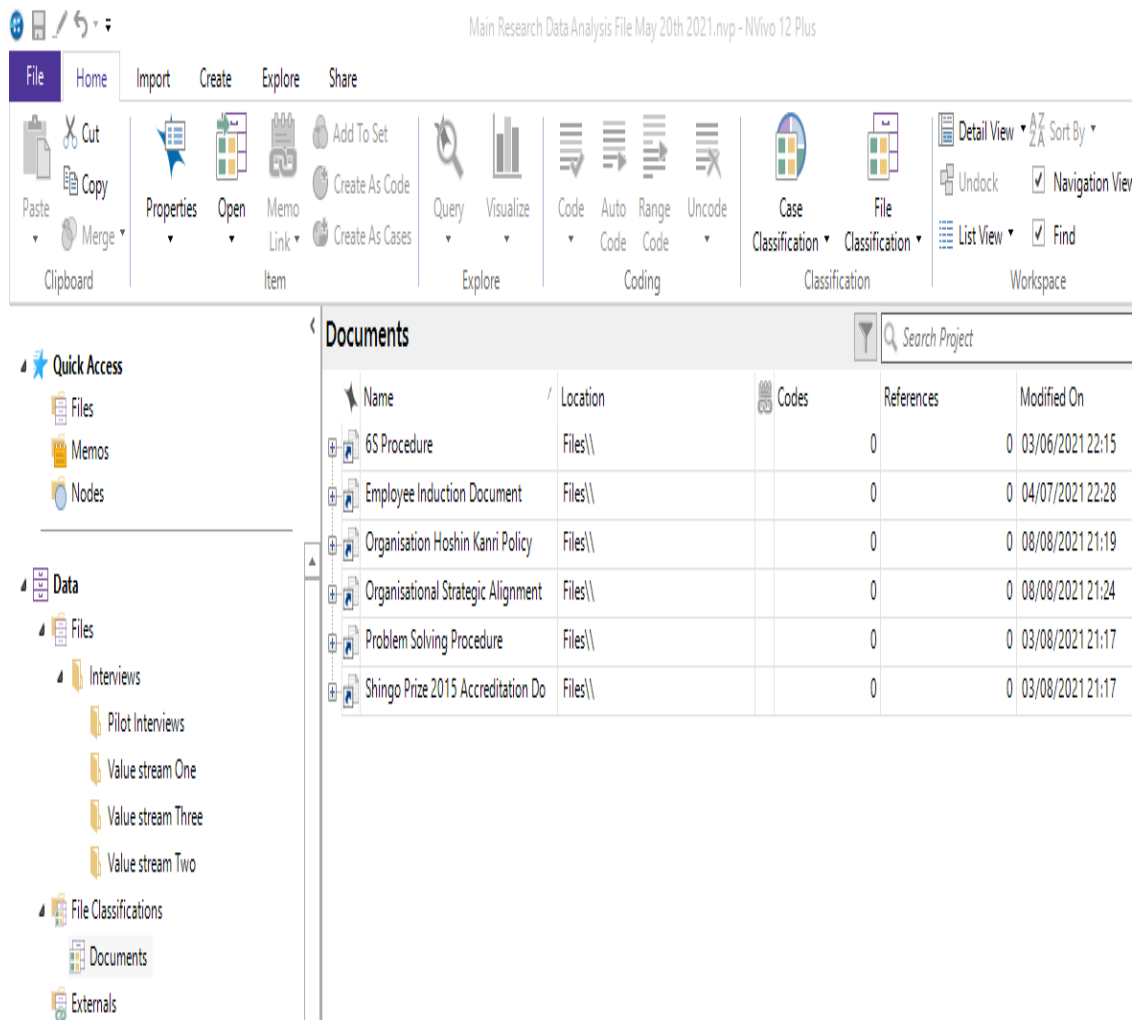 Main Research Data Analysis File May 20th 2021.nvp - NVivo 12 Plus
File Home Import Create Explore Share
Paste
Cut
Copy
Merge
Clipboard
Properties
Open
Memo
Link
Add To Set
Create As Code
Create As Cases
Item
Query
Visualize
Explore
Code
Auto
Code
Range
Code
Uncode
Coding
Case
Classification
File
Classification
Classification
Detail View
Sort By
Undock
Navigation View
List View
Find
Workspace
Quick Access
Files
Memos
Nodes
Data
Files
Interviews
Pilot Interviews
Value stream One
Value stream Three
Value stream Two
File Classifications
Documents
Externals
Documents
Search Project
Name Location Codes References Modified On
6S Procedure Files\\ 0 0 03/06/2021 22:15
Employee Induction Document Files\\ 0 0 04/07/2021 22:28
Organisation Hoshin Kanri Policy Files\\ 0 0 08/08/2021 21:19
Organisational Strategic Alignment Files\\ 0 0 08/08/2021 21:24
Problem Solving Procedure Files\\ 0 0 03/08/2021 21:17
Shingo Prize 2015 Accreditation Do Files\\ 0 0 03/08/2021 21:17